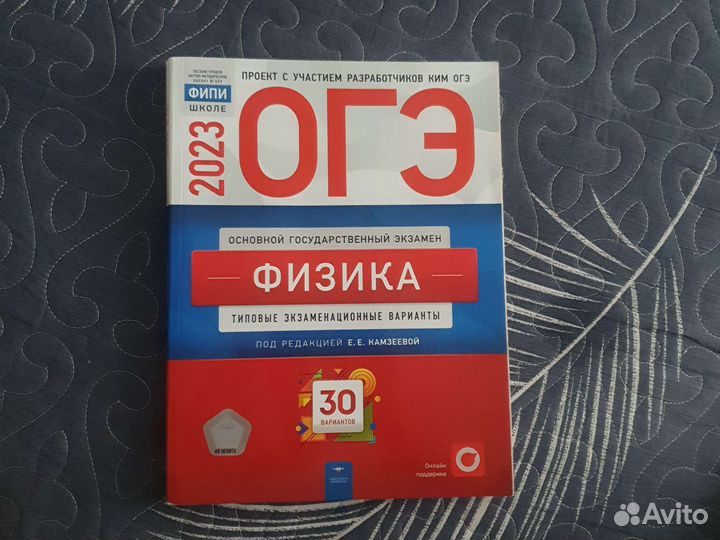 ПРОЕКТ С УЧАСТИЕМ РАЗРАБОТЧИКОВ КИМ ОГЭ
ФИПИ
ШКОЛЕ
2023
ОГЭ
ОСНОВНОЙ ГОСУДАРСТВЕННЫЙ ЭКЗАМЕН
ФИЗИКА
ТИПОВЫЕ ЭКЗАМЕНАЦИОННЫЕ ВАРИАНТЫ
ПОД РЕДАКЦИЕЙ Е.Е. КАМЗЕЕВОЙ
30
ВАРИАНТОВ
Онлайн
поддержка
Avito